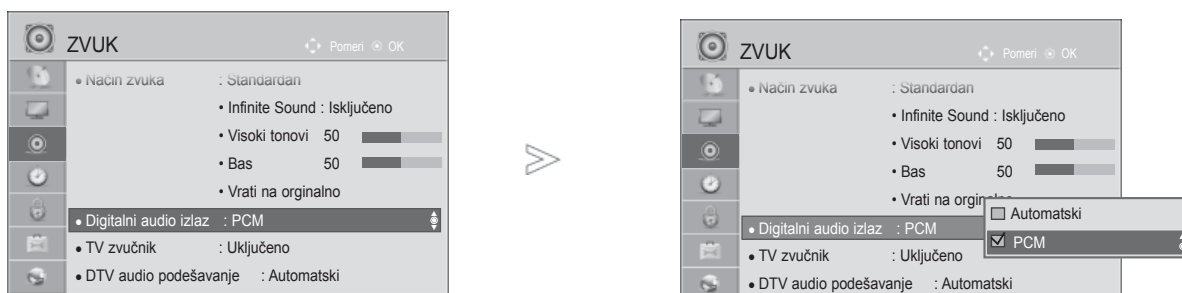 ZVUK
Pomeri OK
• Način zvuka : Standardan
• Infinite Sound : Isključeno
• Visoki tonovi 50
• Bas 50
• Vrati na orginalno
• Digitalni audio izlaz : PCM
• TV zvučnik : Uključeno
• DTV audio podešavanje : Automatski
ZVUK
Pomeri OK
• Način zvuka : Standardan
• Infinite Sound : Isključeno
• Visoki tonovi 50
• Bas 50
• Vrati na orginalno
Automatski
• Digitalni audio izlaz : PCM
PCM
• TV zvučnik : Uključeno
• DTV audio podešavanje : Automatski